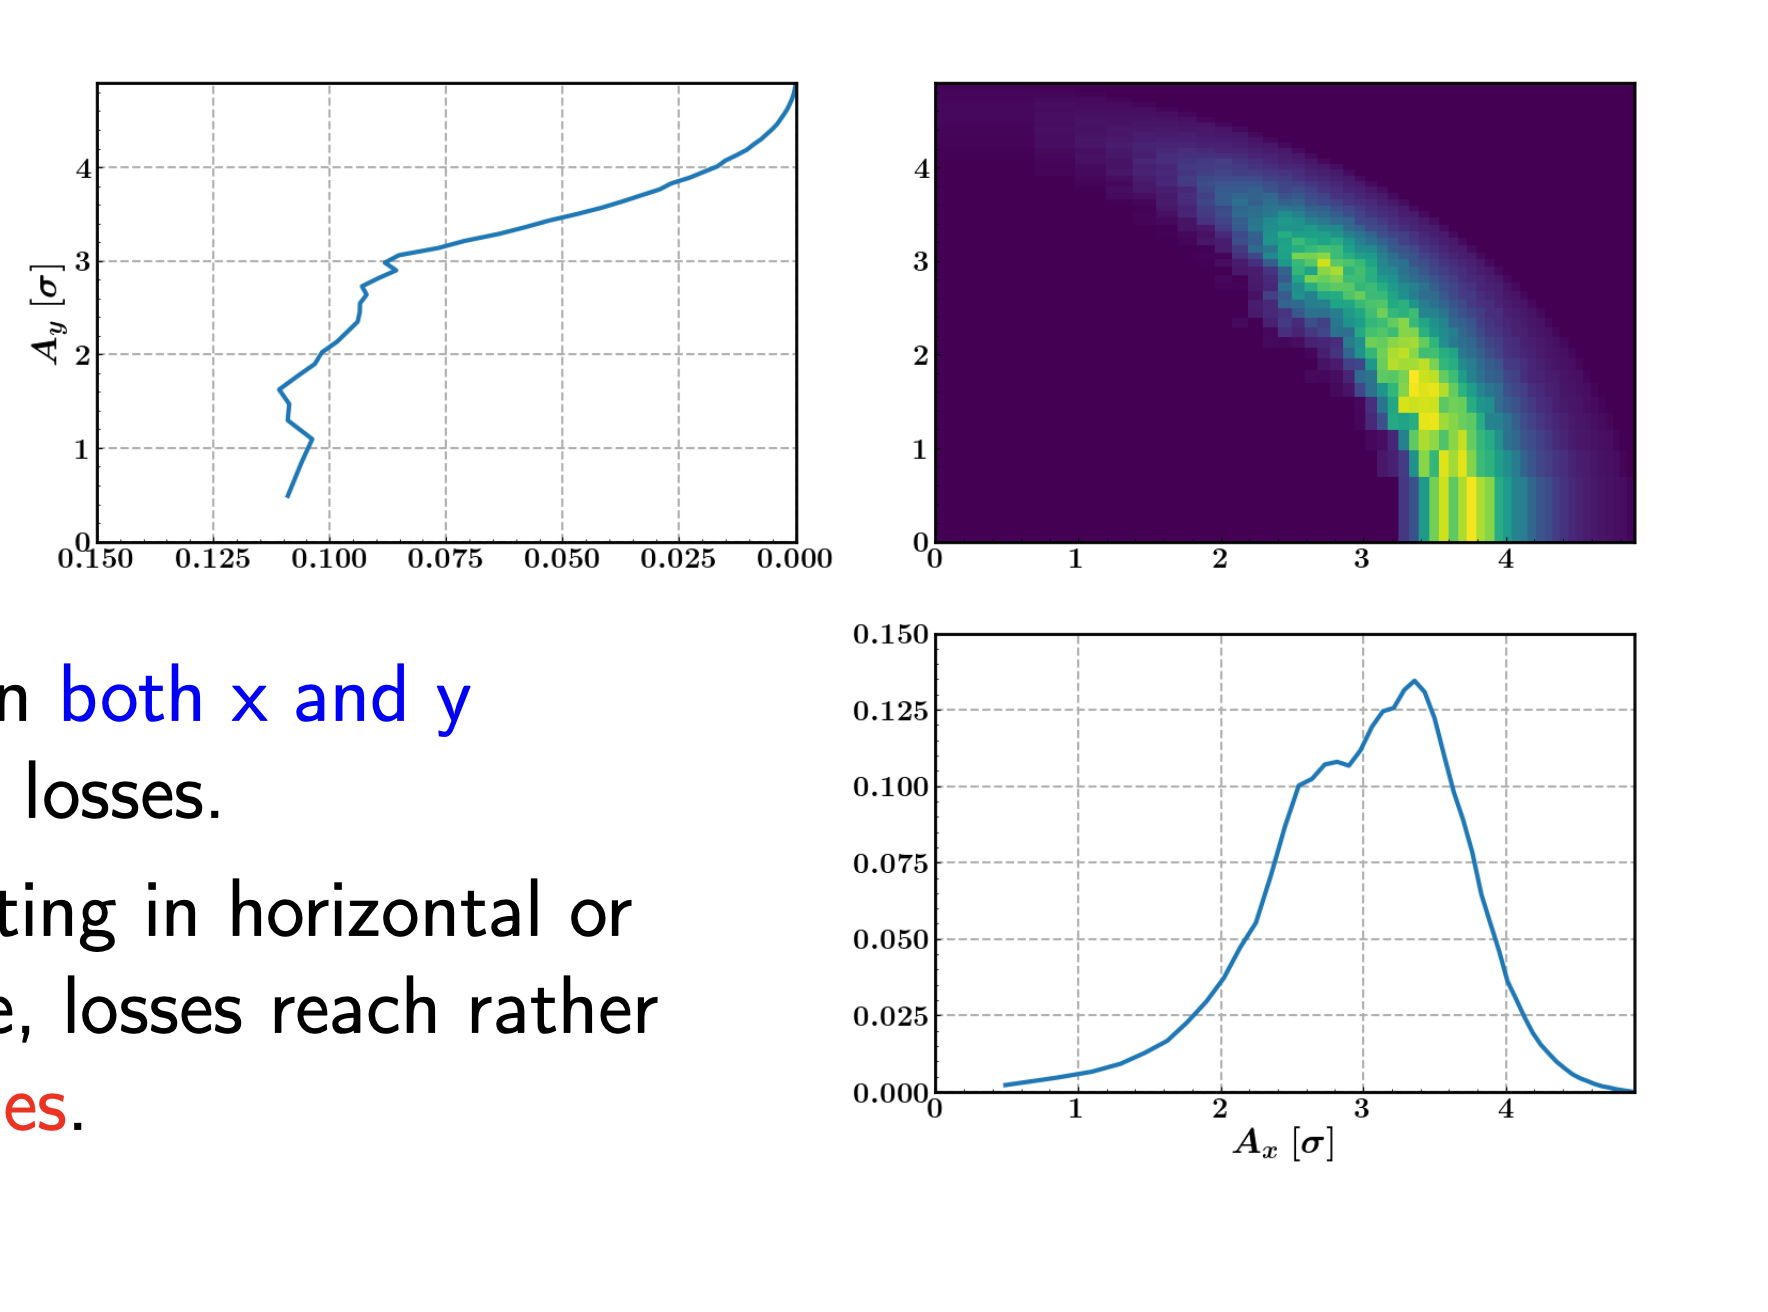 4
3
2
1
0
A_y [σ]
0.150 0.125 0.100 0.075 0.050 0.025 0.000
4
3
2
1
0
0 1 2 3 4
n both x and y
losses.
ting in horizontal or
e, losses reach rather
es.
0.150
0.125
0.100
0.075
0.050
0.025
0.000
0 1 2 3 4
A_x [σ]